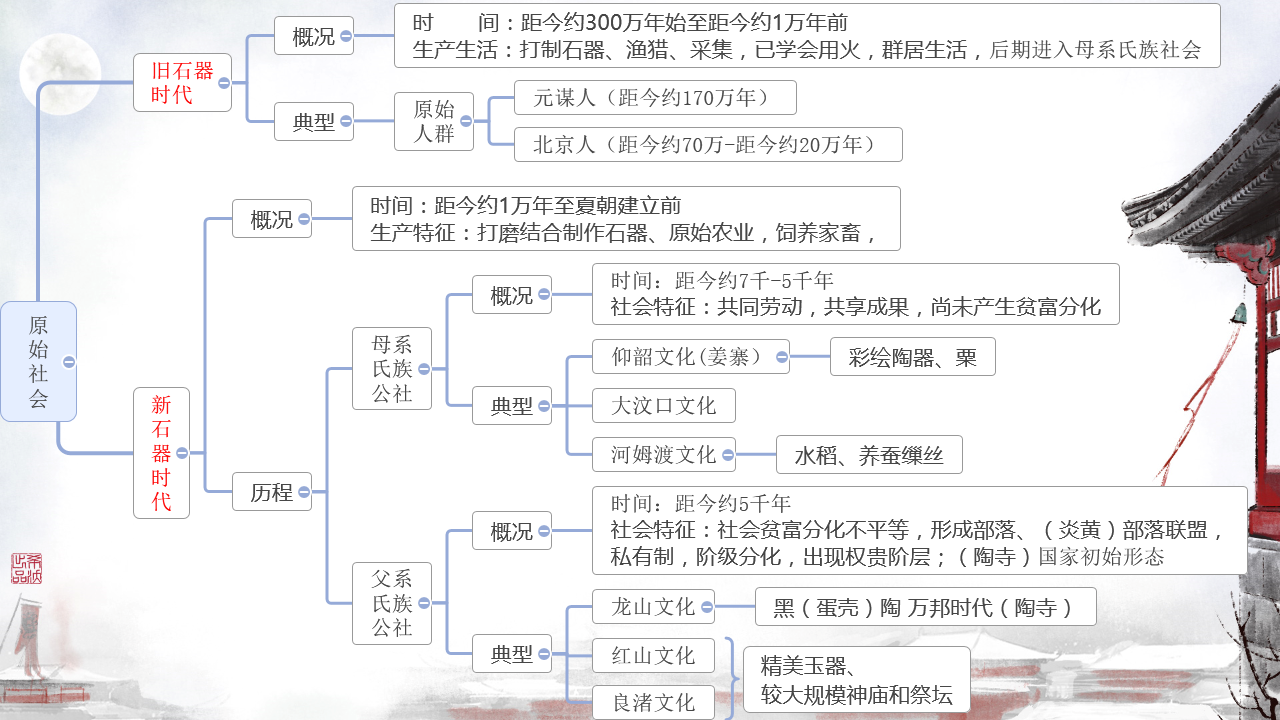 原始社会
旧石器
时代
概况
时　　间：距今约300万年始至距今约1万年前
生产生活：打制石器、渔猎、采集，已学会用火，群居生活，后期进入母系氏族社会
典型
原始
人群
元谋人（距今约170万年）
北京人（距今约70万-距今约20万年）
新石器时代
概况
时间：距今约1万年至夏朝建立前
生产特征：打磨结合制作石器、原始农业，饲养家畜，
历程
母系
氏族
公社
概况
时间：距今约7千-5千年
社会特征：共同劳动，共享成果，尚未产生贫富分化
典型
仰韶文化(姜寨）
彩绘陶器、粟
大汶口文化
河姆渡文化
水稻、养蚕缫丝
父系
氏族
公社
概况
时间：距今约5千年
社会特征：社会贫富分化不平等，形成部落、（炎黄）部落联盟，
私有制，阶级分化，出现权贵阶层；（陶寺）国家初始形态
典型
龙山文化
黑（蛋壳）陶 万邦时代（陶寺）
红山文化
良渚文化
精美玉器、
较大规模神庙和祭坛